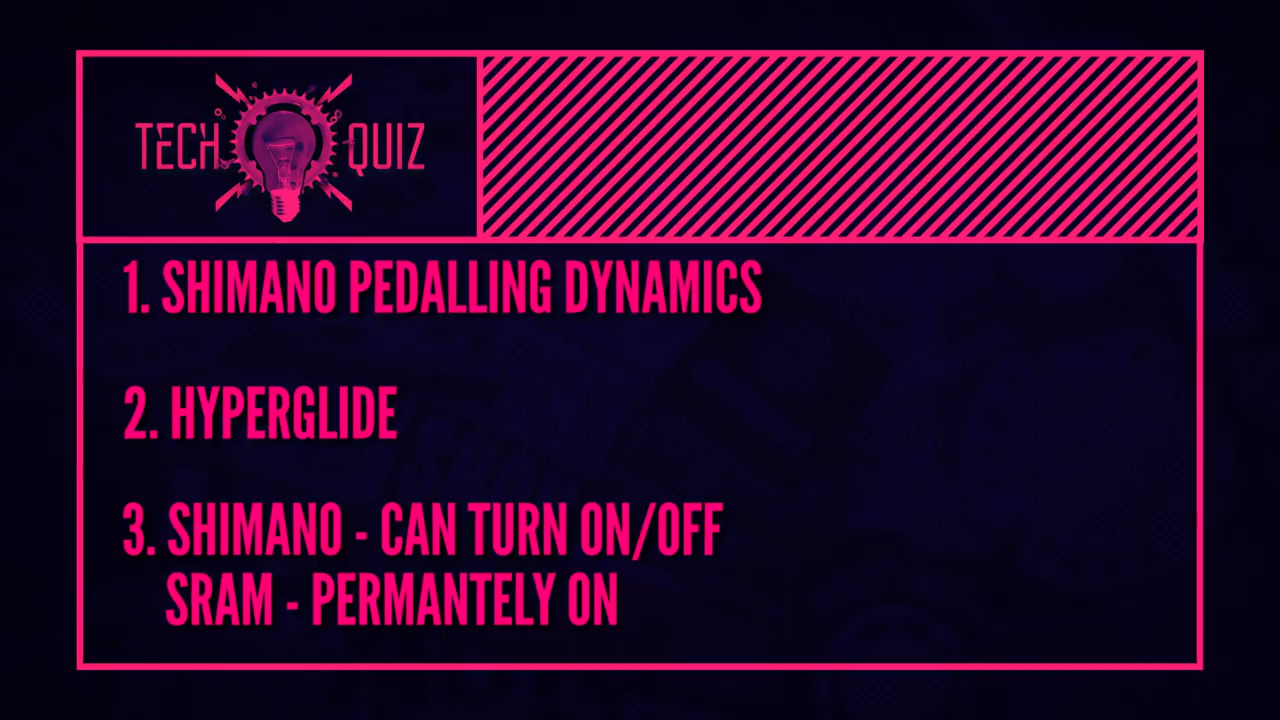 TECH QUIZ
1. SHIMANO PEDALLING DYNAMICS
2. HYPERGLIDE
3. SHIMANO - CAN TURN ON/OFF
SRAM - PERMANTELY ON